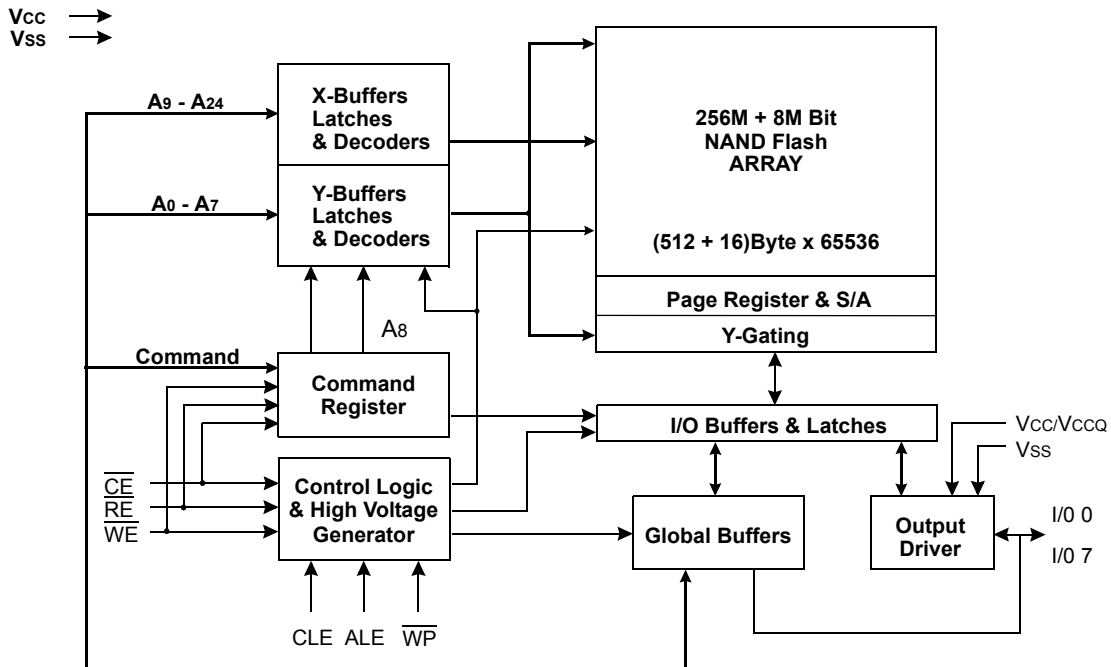 VCC
VSS
A9 - A24
X-Buffers
Latches
& Decoders
A0 - A7
Y-Buffers
Latches
& Decoders
256M + 8M Bit
NAND Flash
ARRAY
(512 + 16)Byte x 65536
Page Register & S/A
Y-Gating
A8
Command
Command
Register
I/O Buffers & Latches
VCC/VCCQ
VSS
CE
RE
WE
Control Logic
& High Voltage
Generator
Global Buffers
Output
Driver
I/0 0
I/0 7
CLE
ALE
WP